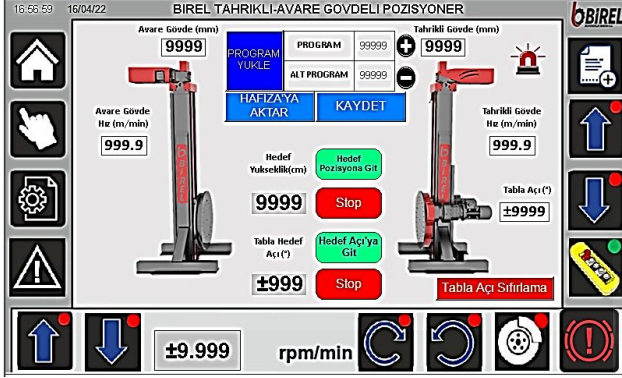 16:56:59 16/04/22 BIREL TAHRIKLI-AVARE GOVDELI POZISYONER
BiREL
Avare Gövde (mm)
9999
PROGRAM
YUKLE
PROGRAM 99999
ALT PROGRAM 99999
HAFIZA'YA
AKTAR
KAYDET
Tahrikli Gövde (mm)
9999
Avare Gövde
Hız (m/min)
999.9
Tahrikli Gövde
Hız (m/min)
999.9
BIREL
BIREL
Hedef
Yukseklik(cm)
Hedef
Pozisyona Git
9999
Stop
Tabla Açı (°)
±9999
Tabla Hedef
Açı (°)
Hedef Açı'ya
Git
±999
Stop
Tabla Açı Sıfırlama
±9.999
rpm/min